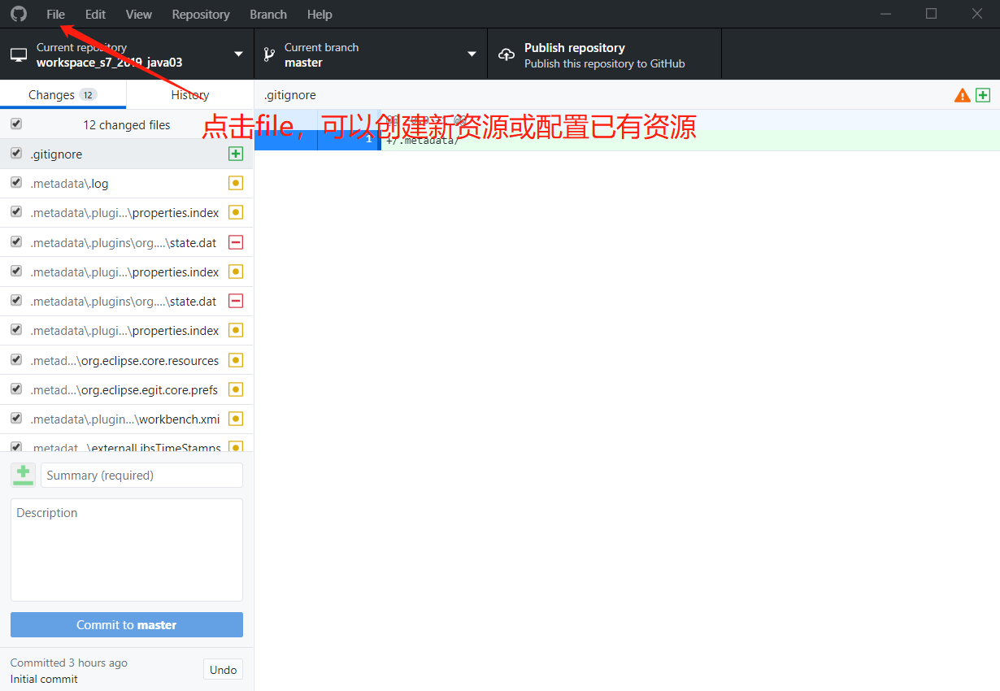 File Edit View Repository Branch Help
Current repository
workspace_s7_2019_java03
Current branch
master
Publish repository
Publish this repository to GitHub
Changes 12
History
.gitignore
12 changed files
点击file，可以创建新资源或配置已有资源
1
+/.metadata/
.gitignore
.metadata\.log
.metadata\.plugi...\properties.index
.metadata\.plugins\org....\state.dat
.metadata\.plugi...\properties.index
.metadata\.plugins\org....\state.dat
.metadata\.plugi...\properties.index
.metad...\org.eclipse.core.resources
.metad...\org.eclipse.egit.core.prefs
.metadata\.plugin...\workbench.xmi
.metadat...\externalLibsTimeStamps
Summary (required)
Description
Commit to master
Committed 3 hours ago
Initial commit
Undo